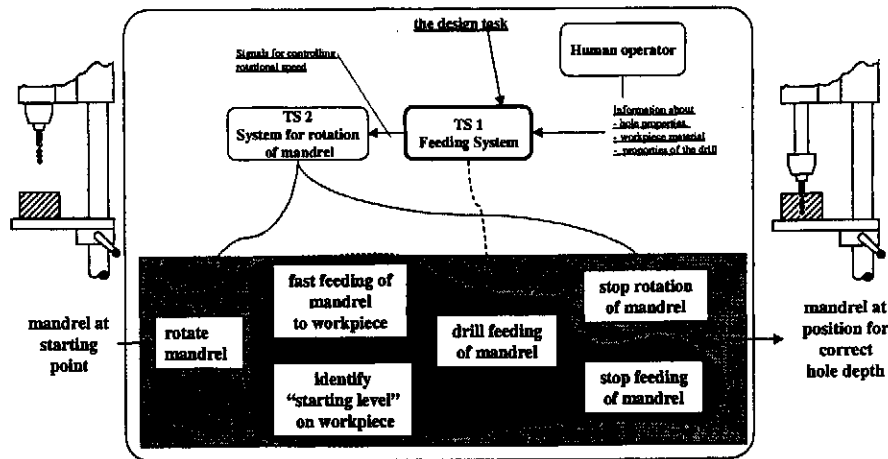 the design task
Signals for controlling
rotational speed
Human operator
TS 2
System for rotation
of mandrel
TS 1
Feeding System
Information about
- hole properties
- workpiece material
- properties of the drill
mandrel at
starting
point
rotate
mandrel
fast feeding of
mandrel
to workpiece
identify
“starting level”
on workpiece
drill feeding
of mandrel
stop rotation
of mandrel
stop feeding
of mandrel
mandrel at
position for
correct
hole depth